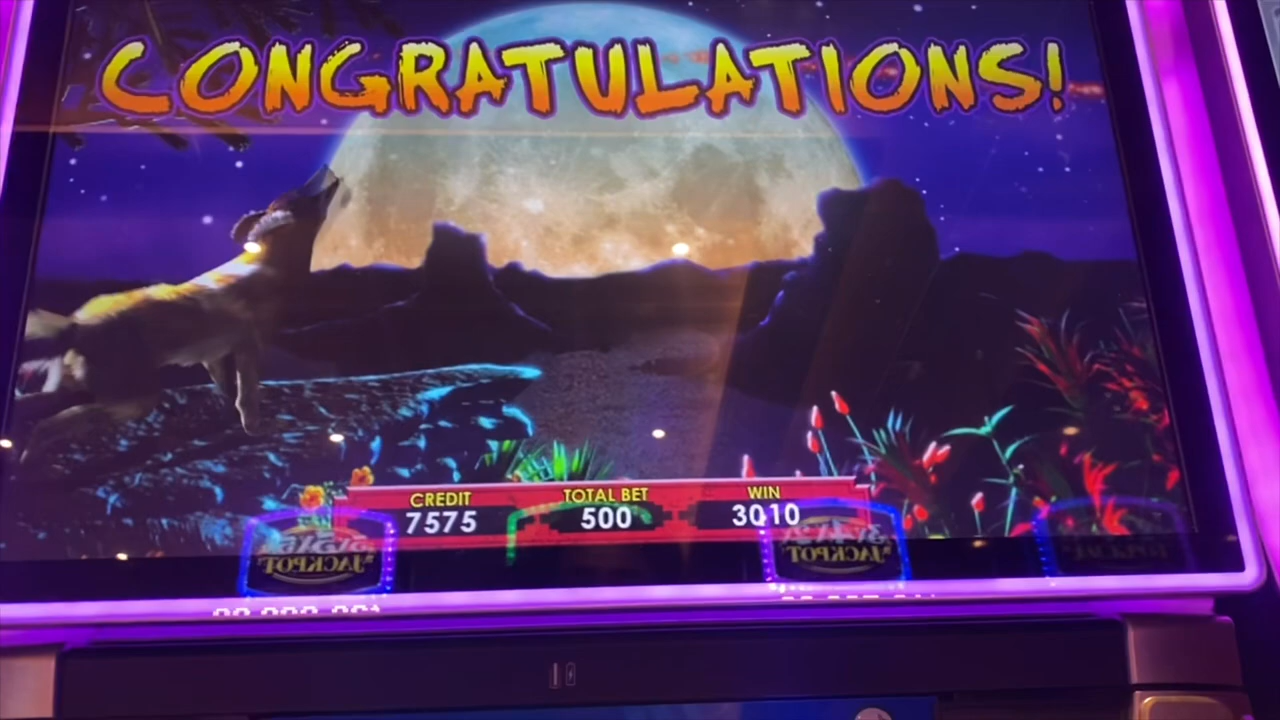 CONGRATULATIONS!
CREDIT TOTAL BET WIN
7575 500 3010
JACKPOT JACKPOT